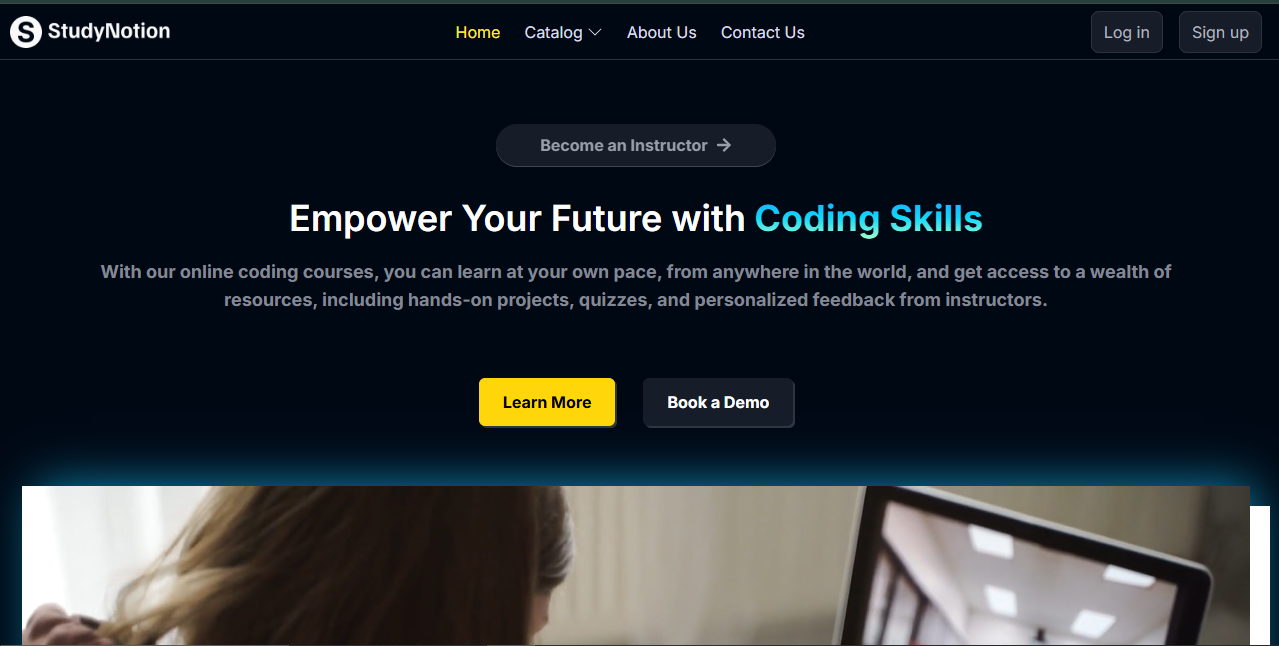 StudyNotion
Home Catalog About Us Contact Us
Log in Sign up
Become an Instructor
Empower Your Future with Coding Skills
With our online coding courses, you can learn at your own pace, from anywhere in the world, and get access to a wealth of
resources, including hands-on projects, quizzes, and personalized feedback from instructors.
Learn More Book a Demo